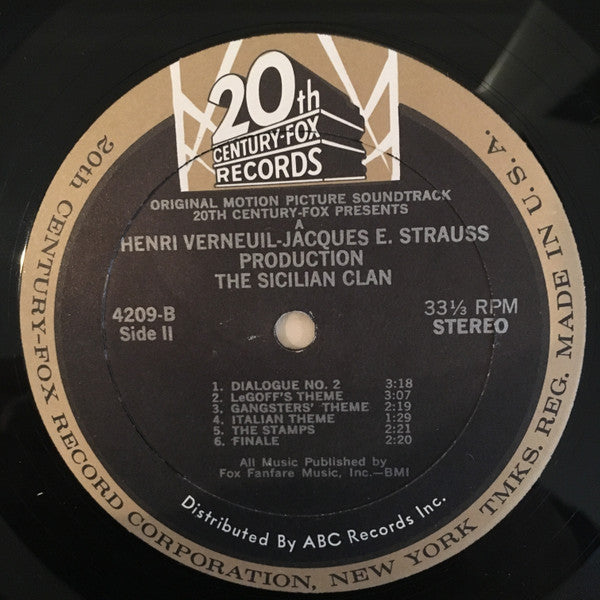 20th
CENTURY-FOX
RECORDS
ORIGINAL MOTION PICTURE SOUNDTRACK
20TH CENTURY-FOX PRESENTS
A
HENRI VERNEUIL-JACQUES E. STRAUSS
PRODUCTION
THE SICILIAN CLAN
4209-B
Side II
33⅓ RPM
STEREO
1. DIALOGUE NO. 2 3:18
2. LeGOFF'S THEME 3:07
3. GANGSTERS' THEME 2:19
4. ITALIAN THEME 1:29
5. THE STAMPS 2:21
6. FINALE 2:20
All Music Published by
Fox Fanfare Music, Inc.—BMI
Distributed By ABC Records Inc.
20th CENTURY-FOX RECORD CORPORATION, NEW YORK TMKS. REG. MADE IN U.S.A.